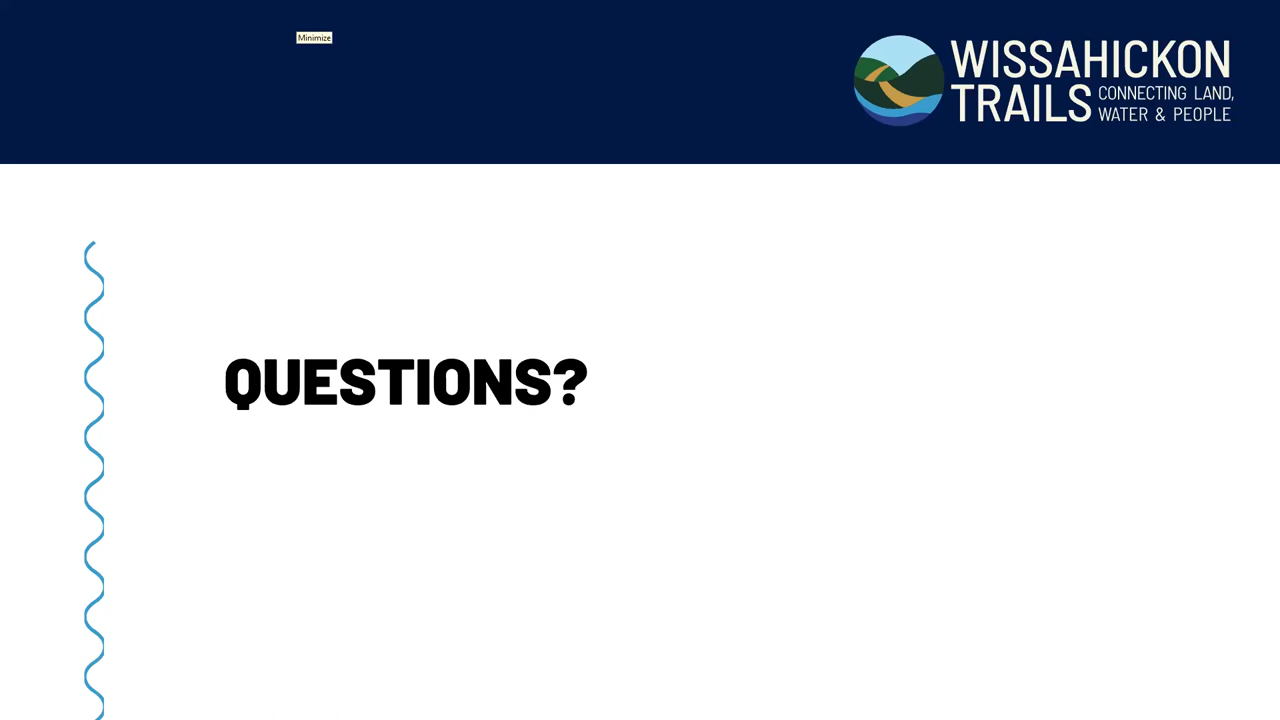 Minimize
WISSAHICKON
TRAILS CONNECTING LAND,
WATER & PEOPLE
QUESTIONS?